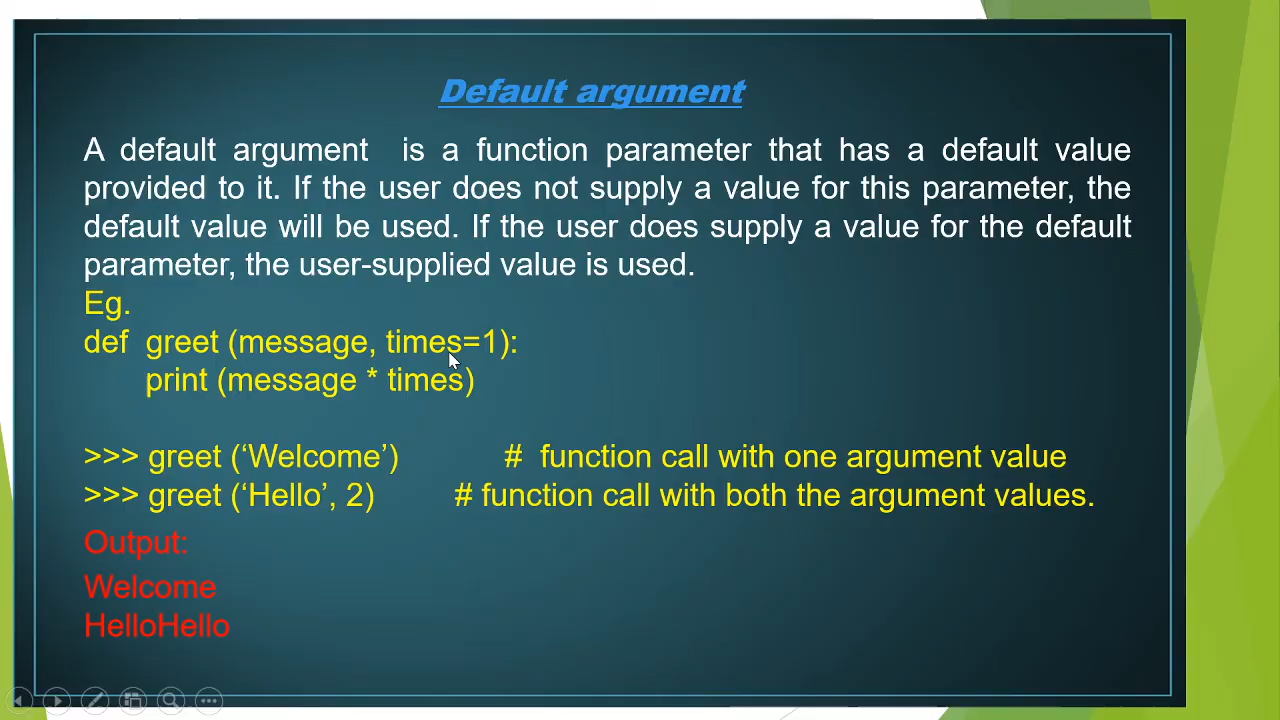 Default argument
A default argument is a function parameter that has a default value
provided to it. If the user does not supply a value for this parameter, the
default value will be used. If the user does supply a value for the default
parameter, the user-supplied value is used.
Eg.
def greet (message, times=1):
print (message * times)
>>> greet (‘Welcome’) # function call with one argument value
>>> greet (‘Hello’, 2) # function call with both the argument values.
Output:
Welcome
HelloHello